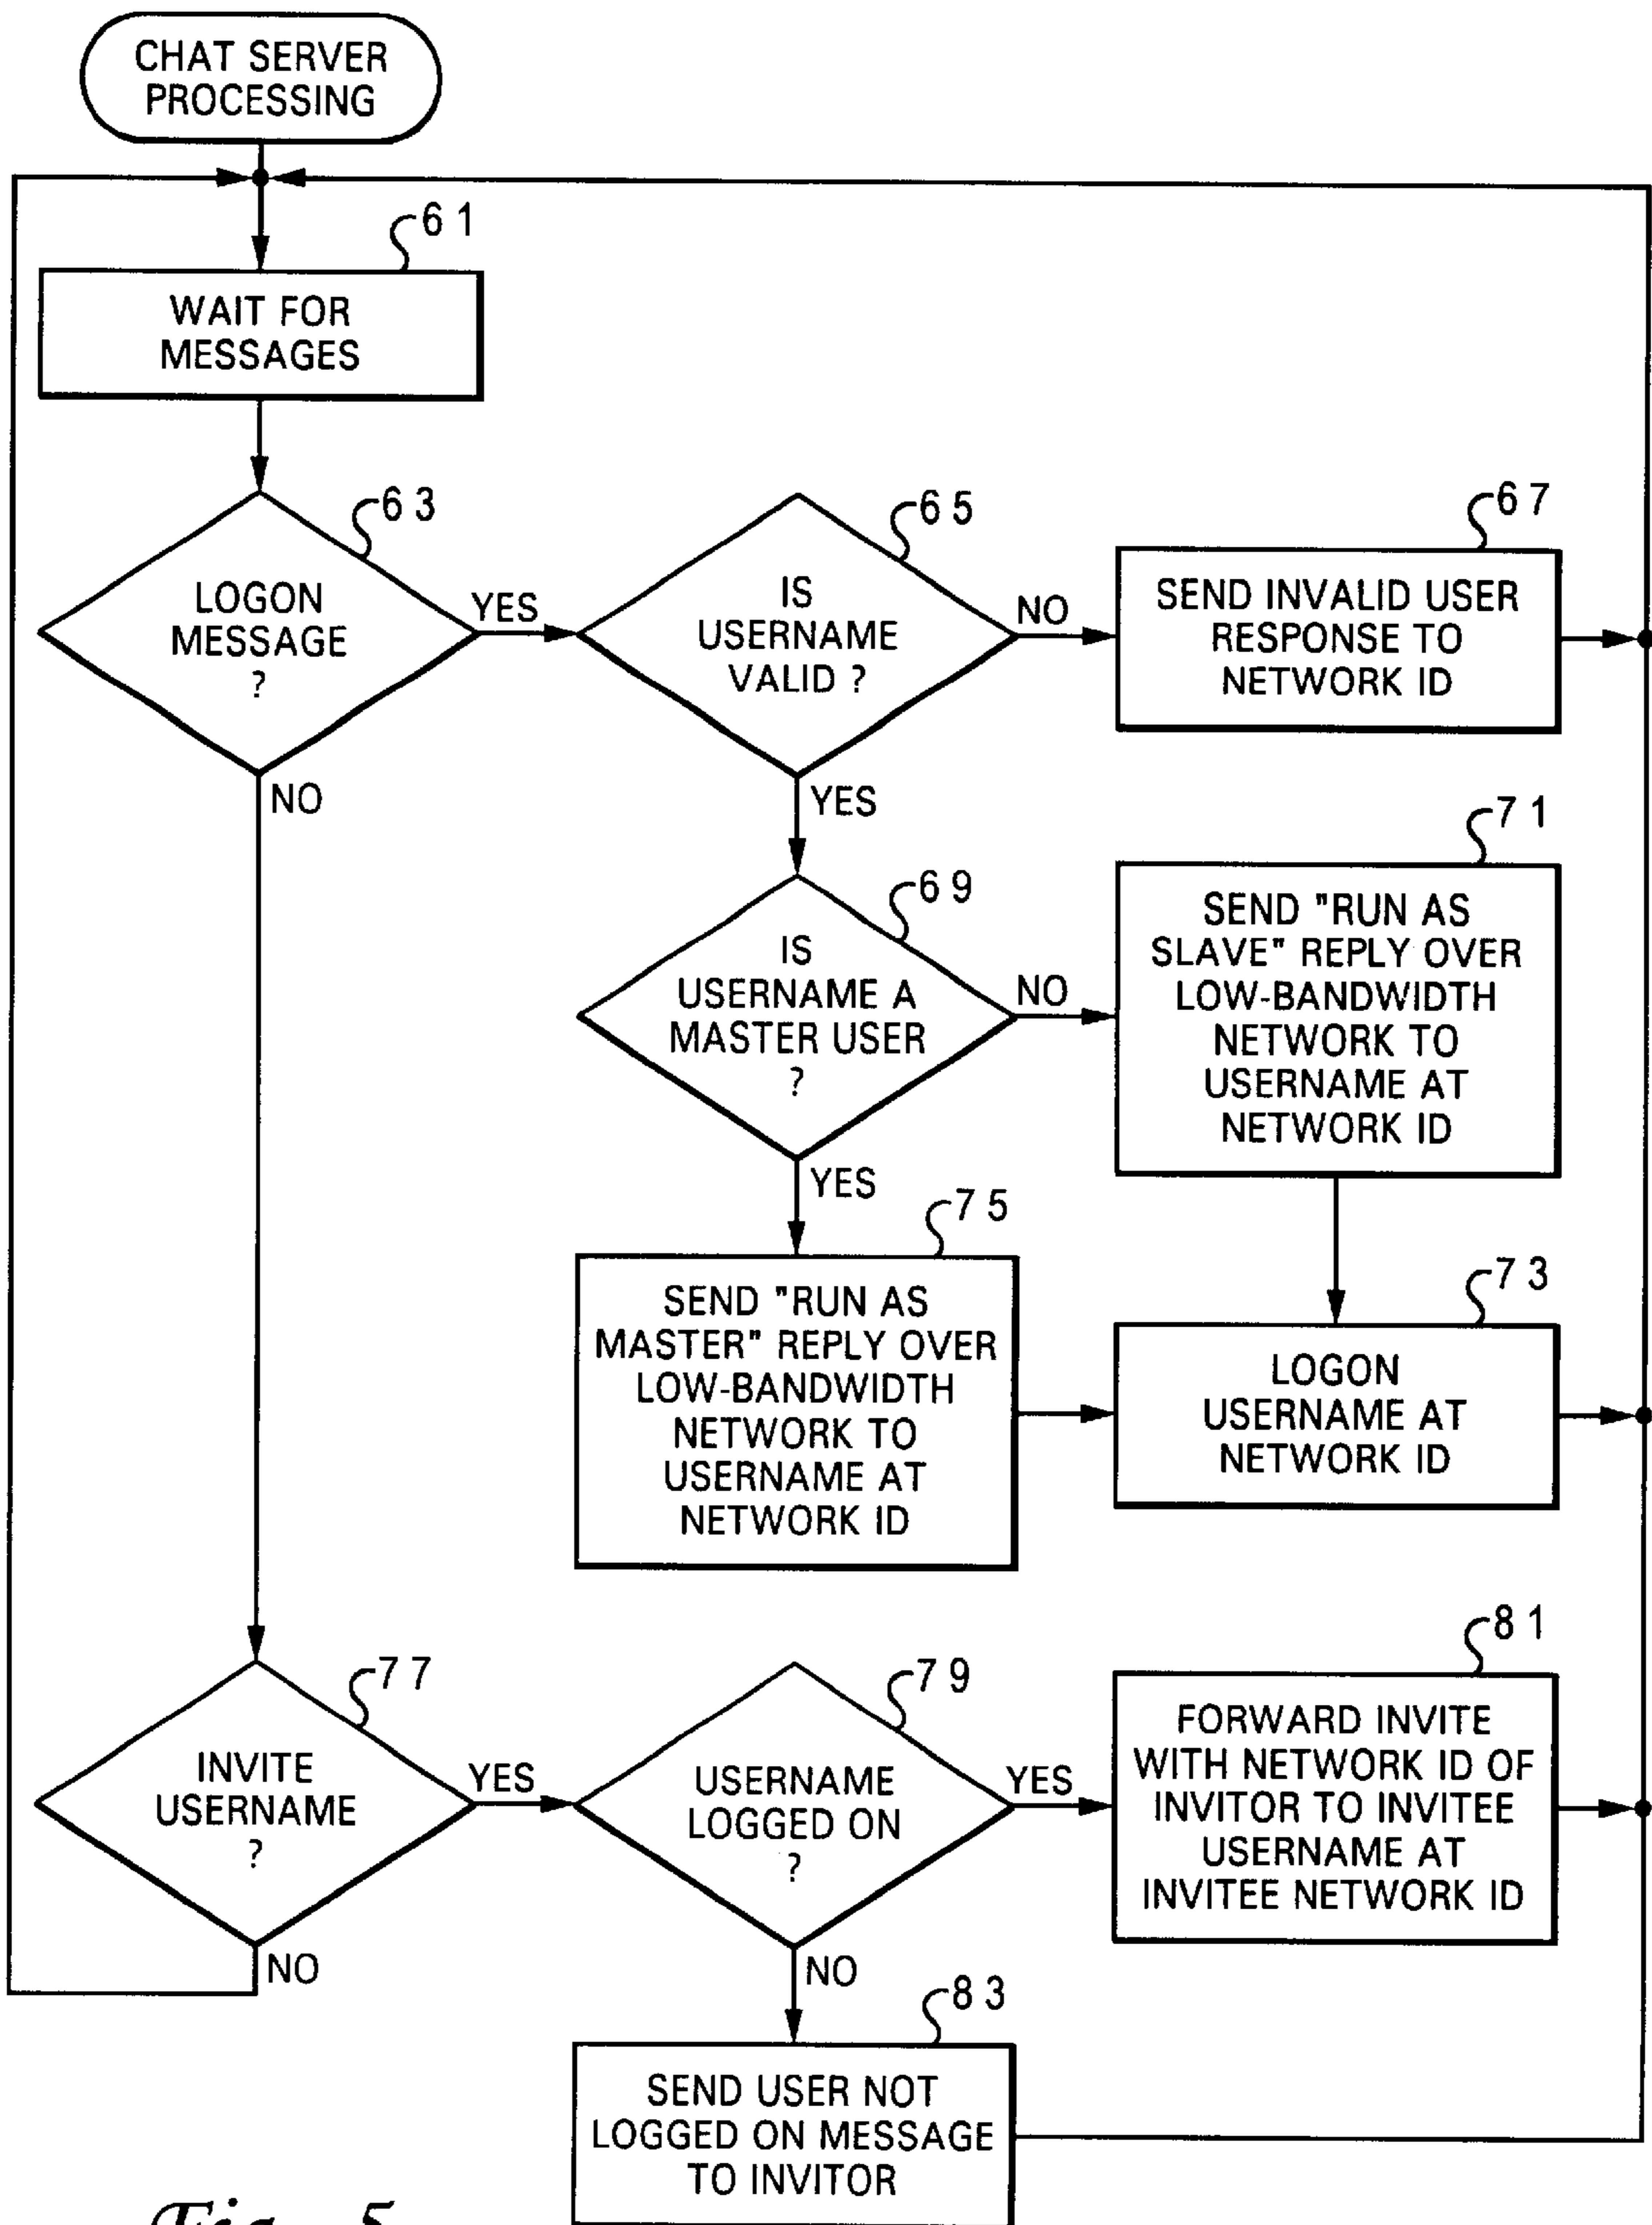 CHAT SERVER
PROCESSING
61
WAIT FOR
MESSAGES
63
LOGON
MESSAGE
?
YES
NO
65
IS
USERNAME
VALID ?
NO
YES
67
SEND INVALID USER
RESPONSE TO
NETWORK ID
69
IS
USERNAME A
MASTER USER
?
NO
YES
71
SEND "RUN AS
SLAVE" REPLY OVER
LOW-BANDWIDTH
NETWORK TO
USERNAME AT
NETWORK ID
75
SEND "RUN AS
MASTER" REPLY OVER
LOW-BANDWIDTH
NETWORK TO
USERNAME AT
NETWORK ID
73
LOGON
USERNAME AT
NETWORK ID
77
INVITE
USERNAME
?
YES
NO
79
USERNAME
LOGGED ON
?
YES
NO
81
FORWARD INVITE
WITH NETWORK ID OF
INVITOR TO INVITEE
USERNAME AT
INVITEE NETWORK ID
83
SEND USER NOT
LOGGED ON MESSAGE
TO INVITOR
Fig. 5